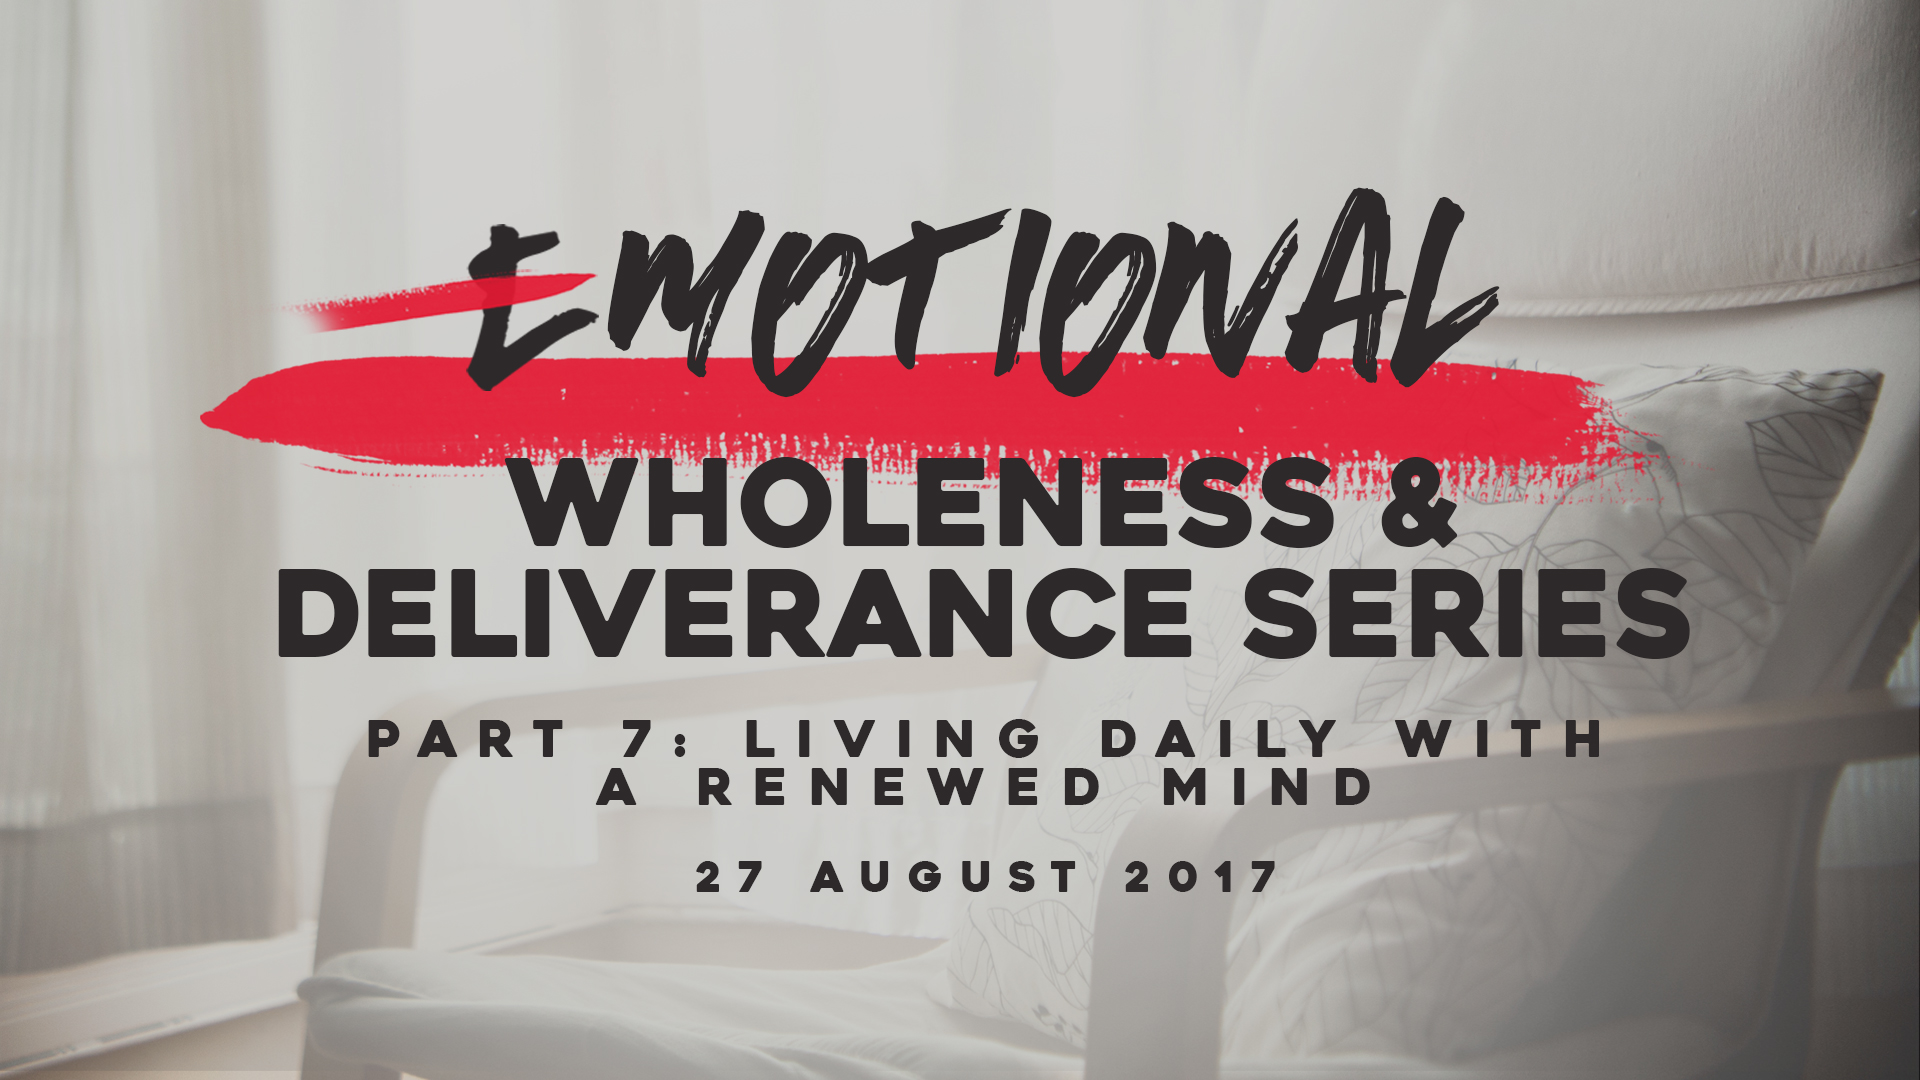 EMOTIONAL
WHOLENESS &
DELIVERANCE SERIES
PART 7: LIVING DAILY WITH
A RENEWED MIND
27 AUGUST 2017